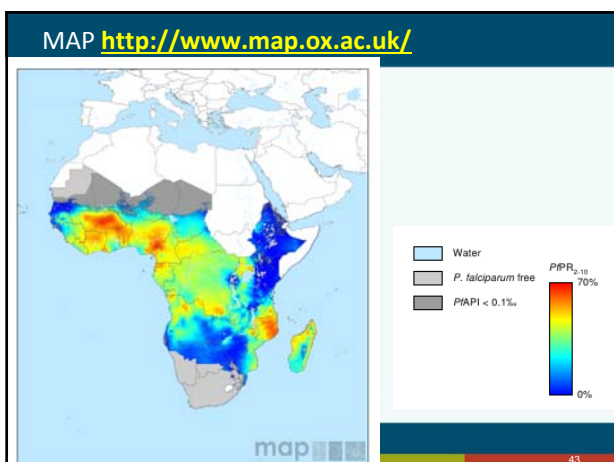 MAP http://www.map.ox.ac.uk/
Water
P. falciparum free
PfAPI < 0.1‰
PfPR2-10
70%
0%
map
43